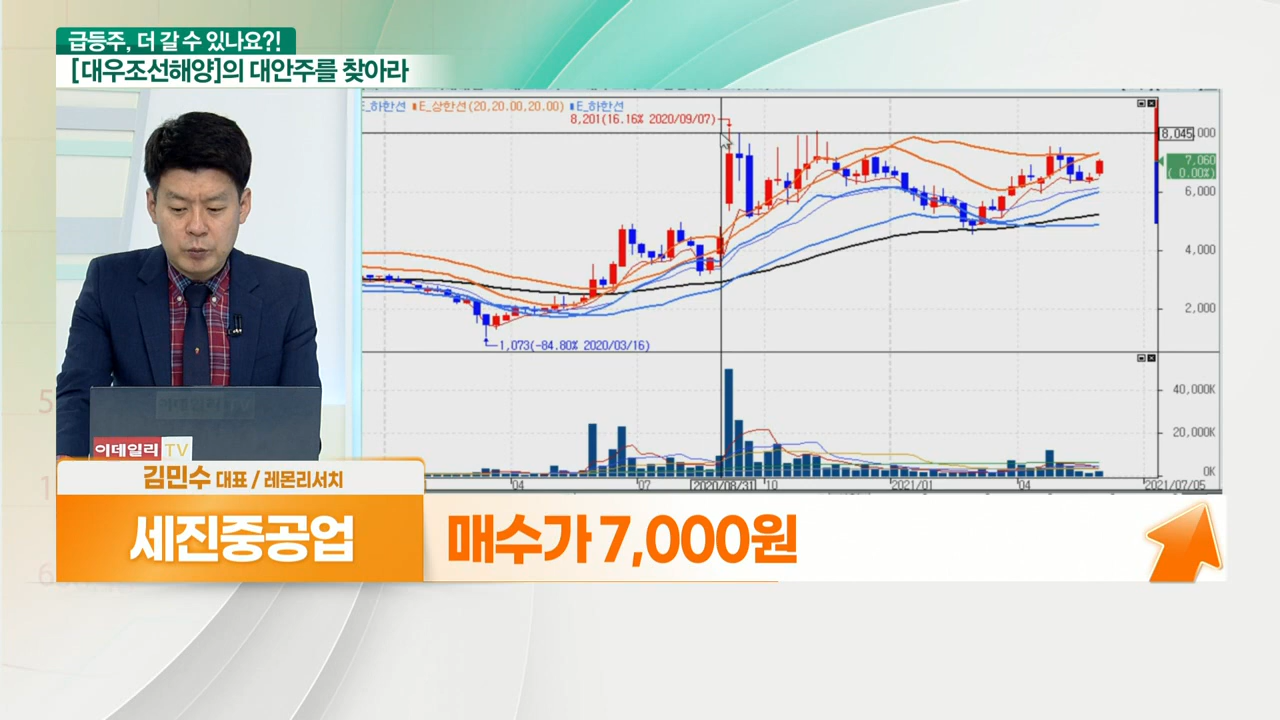 급등주, 더 갈 수 있나요?!
[대우조선해양]의 대안주를 찾아라
E_하한선 E_상한선(20,20.00,20.00) E_하한선
8,201(16.16% 2020/09/07)
8,045
7,060
( 0.00%)
6,000
4,000
2,000
1,073(-84.80% 2020/03/16)
40,000K
20,000K
0K
04 07 2020/08/31 10 2021/01 04 2021/07/05
이데일리 TV
김민수 대표 / 레몬리서치
세진중공업
매수가 7,000원